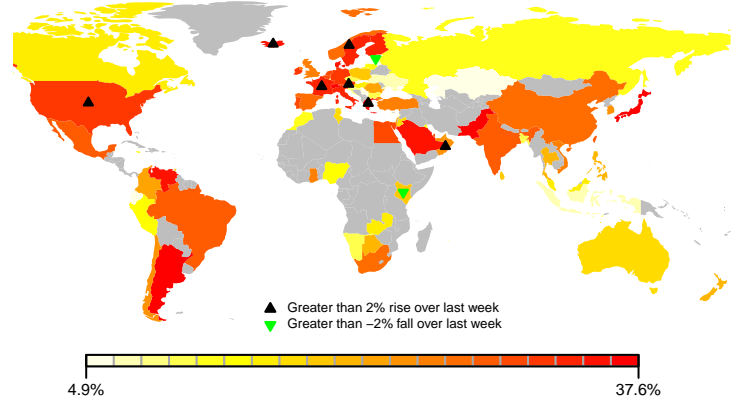 Greater than 2% rise over last week
Greater than −2% fall over last week
4.9%
37.6%